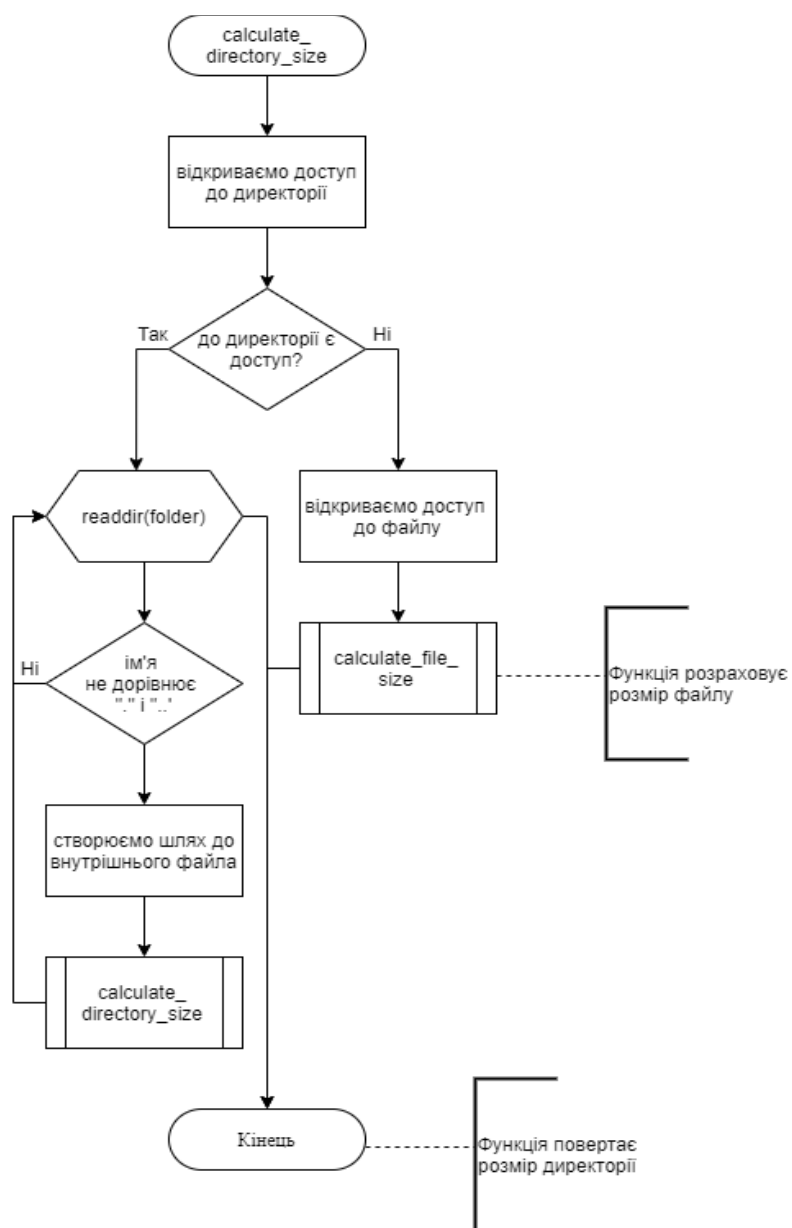 calculate_
directory_size
відкриваємо доступ
до директорії
до директорії є
доступ?
Так
Ні
readdir(folder)
відкриваємо доступ
до файлу
ім'я
не дорівнює
"." і "..'
Ні
calculate_file_
size
Функція розраховує
розмір файлу
створюємо шлях до
внутрішнього файла
calculate_
directory_size
Кінець
Функція повертає
розмір директорії